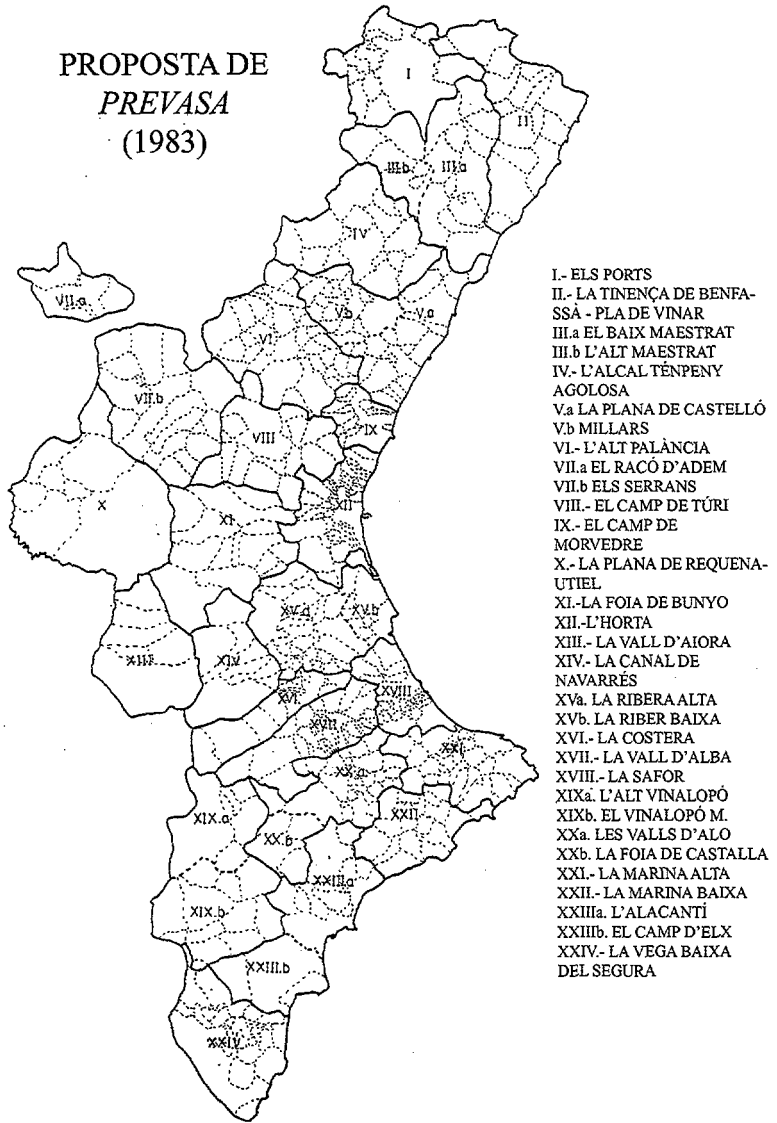 PROPOSTA DE
PREVASA
(1983)
I
II
III.b
III.a
IV
VII.a
V.b
V.a
VI
VII.b
VIII
IX
X
XI
XII
XV.a
XV.b
XIII
XIV
XVI
XVIII
XVII
XXI
XX.a
XIX.a
XXII
XX.b
XXIII.a
XIX.b
XXIII.b
XXIV
I.- ELS PORTS
II.- LA TINENÇA DE BENFA-
SSÀ - PLA DE VINAR
III.a EL BAIX MAESTRAT
III.b L'ALT MAESTRAT
IV.- L'ALCALTÉNPENY
AGOLOSA
V.a LA PLANA DE CASTELLÓ
V.b MILLARS
VI.- L'ALT PALÀNCIA
VII.a EL RACÓ D'ADEM
VII.b ELS SERRANS
VIII.- EL CAMP DE TÚRI
IX.- EL CAMP DE
MORVEDRE
X.- LA PLANA DE REQUENA-
UTIEL
XI.-LA FOIA DE BUNYO
XII.-L'HORTA
XIII.- LA VALL D'AIORA
XIV.- LA CANAL DE
NAVARRÉS
XVa. LA RIBERA ALTA
XVb. LA RIBER BAIXA
XVI.- LA COSTERA
XVII.- LA VALL D'ALBA
XVIII.- LA SAFOR
XIXa. L'ALT VINALOPÓ
XIXb. EL VINALOPÓ M.
XXa. LES VALLS D'ALO
XXb. LA FOIA DE CASTALLA
XXI.- LA MARINA ALTA
XXII.- LA MARINA BAIXA
XXIIIa. L'ALACANTÍ
XXIIIb. EL CAMP D'ELX
XXIV.- LA VEGA BAIXA
DEL SEGURA